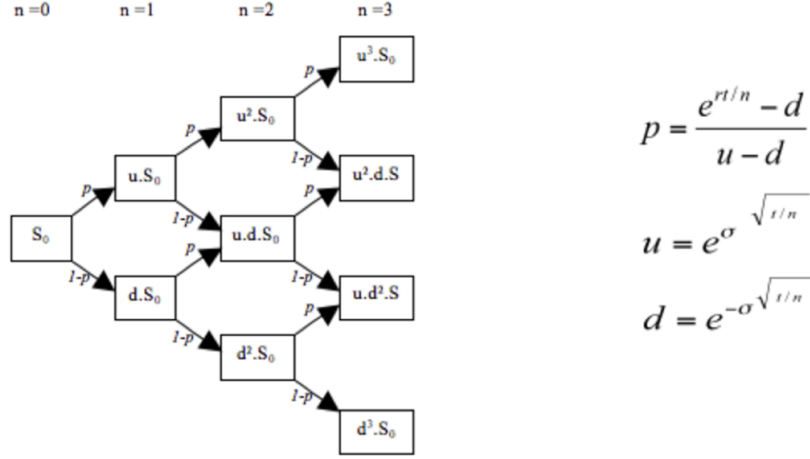 n =0 n =1 n =2 n =3
u³.S₀
p
u².S₀
p
1-p
u.S₀
u².d.S
p
p
S₀
1-p
u.d.S₀
1-p
p
1-p
d.S₀
u.d².S
p
1-p
d².S₀
1-p
d³.S₀
p = (e^{rt/n} − d) / (u − d)
u = e^{σ √(t/n)}
d = e^{−σ √(t/n)}